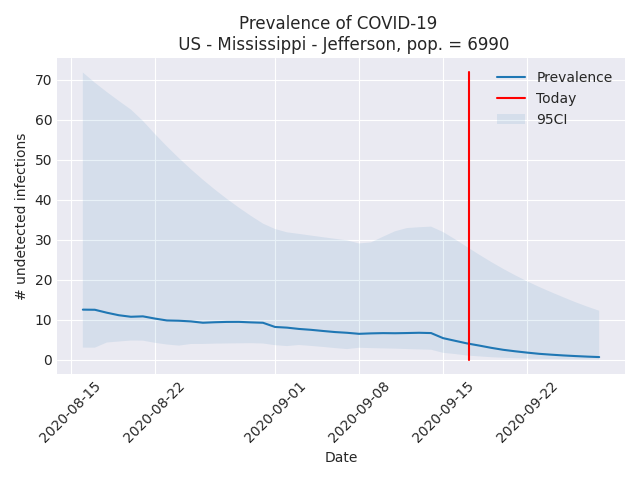 Prevalence of COVID-19
US - Mississippi - Jefferson, pop. = 6990
Prevalence
Today
95CI
# undetected infections
70
60
50
40
30
20
10
0
2020-08-15
2020-08-22
2020-09-01
2020-09-08
2020-09-15
2020-09-22
Date